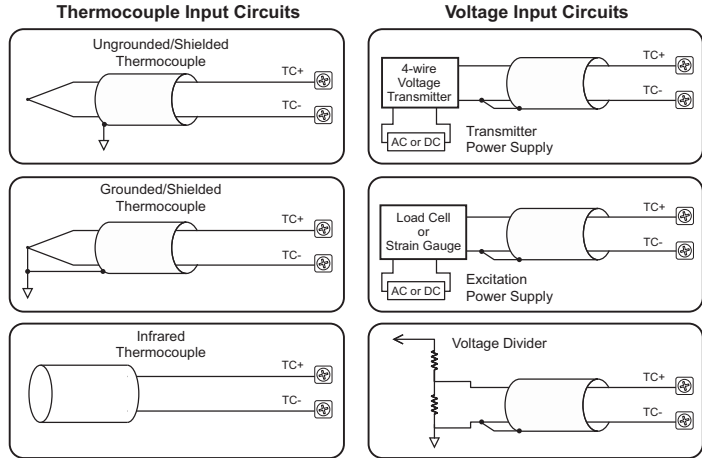 Thermocouple Input Circuits
Ungrounded/Shielded
Thermocouple
TC+
TC-
Grounded/Shielded
Thermocouple
TC+
TC-
Infrared
Thermocouple
TC+
TC-
Voltage Input Circuits
4-wire
Voltage
Transmitter
AC or DC
Transmitter
Power Supply
TC+
TC-
Load Cell
or
Strain Gauge
AC or DC
Excitation
Power Supply
TC+
TC-
Voltage Divider
TC+
TC-